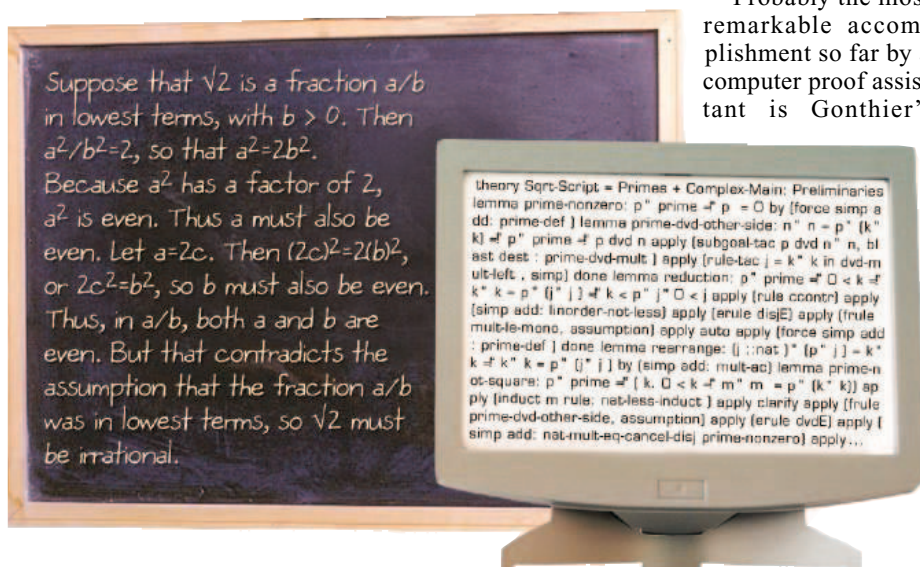 Probably the mos
remarkable accom
plishment so far by
computer proof assis
tant is Gonthier'
Suppose that √2 is a fraction a/b
in lowest terms, with b > 0. Then
a²/b²=2, so that a²=2b².
Because a² has a factor of 2,
a² is even. Thus a must also be
even. Let a=2c. Then (2c)²=2(b)²,
or 2c²=b², so b must also be even.
Thus, in a/b, both a and b are
even. But that contradicts the
assumption that the fraction a/b
was in lowest terms, so √2 must
be irrational.
theory Sqrt-Script = Primes + Complex-Main: Preliminaries
lemma prime-nonzero: p" prime =f p = 0 by (force simp a
dd: prime-def ) lemma prime-dvd-other-side: n" n = p" (k"
k) =f p" prime =f p dvd n apply (subgoal-tac p dvd n" n, bl
ast dest : prime-dvd-mult ) apply (rule-tac j = k" k in dvd-m
ult-left , simp) done lemma reduction: p" prime =f 0 < k =f
k" k = p" (j" j) =f k < p" j" 0 < j apply (rule ccontr) apply
(simp add: linorder-not-less) apply (erule disjE) apply (frule
mult-le-mono, assumption) apply auto apply (force simp add
: prime-def ) done lemma rearrange: (j ::nat )" (p" j ) = k"
k =f k" k = p" (j" j ) by (simp add: mult-ac) lemma prime-n
ot-square: p" prime =f ( k. 0 < k =f m" m = p" (k" k)) ap
ply (induct m rule: nat-less-induct ) apply clarify apply (frule
prime-dvd-other-side, assumption) apply (erule dvdE) apply (
simp add: nat-mult-eq-cancel-disj prime-nonzero) apply...